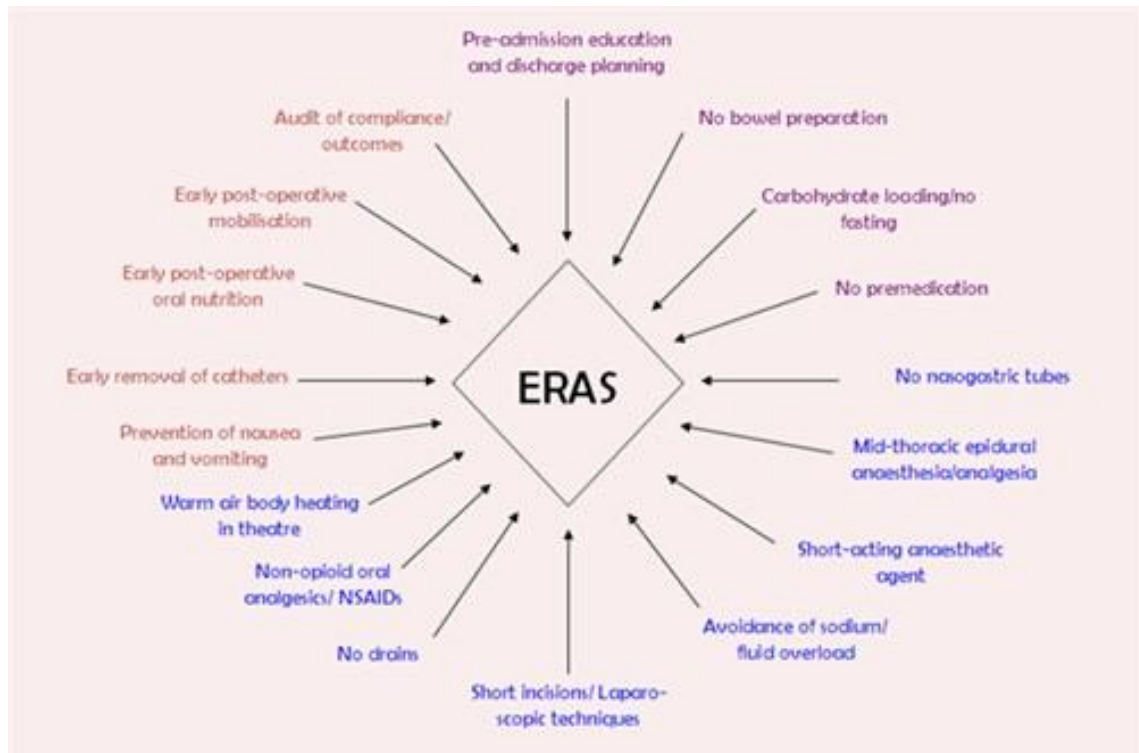 Pre-admission education
and discharge planning
No bowel preparation
Carbohydrate loading/no
fasting
No premedication
No nasogastric tubes
Mid-thoracic epidural
anaesthesia/analgesia
Short-acting anaesthetic
agent
Avoidance of sodium/
fluid overload
Short incisions/ Laparo-
scopic techniques
No drains
Non-opioid oral
analgesics/ NSAIDs
Warm air body heating
in theatre
Prevention of nausea
and vomiting
Early removal of catheters
Early post-operative
oral nutrition
Early post-operative
mobilisation
Audit of compliance/
outcomes
ERAS